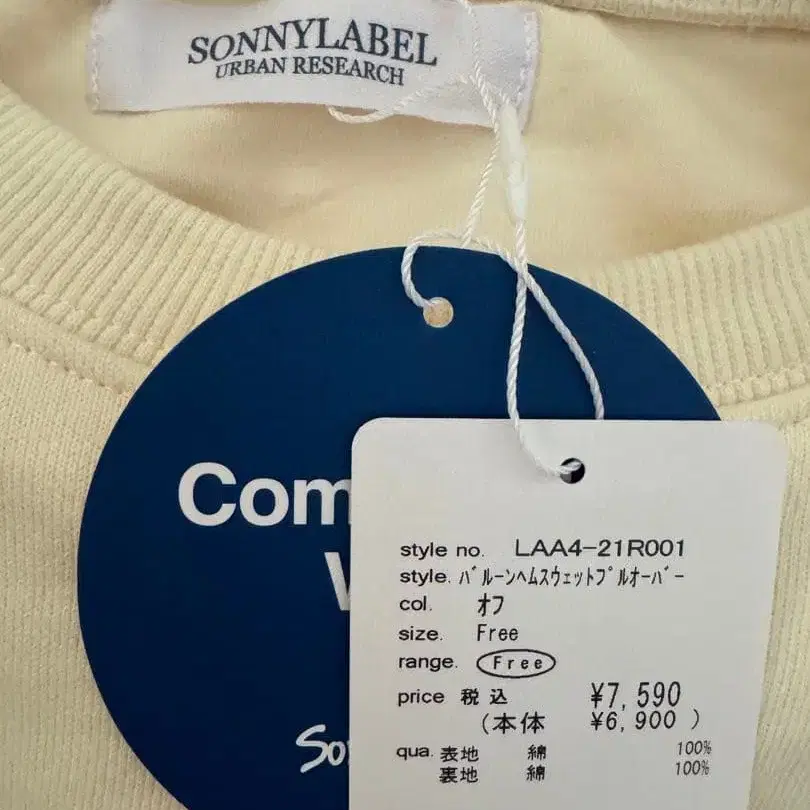 SONNYLABEL
URBAN RESEARCH
Com
style no. LAA4-21R001
style. バルーンヘムスウェットプルオーバー
col. オフ
size. Free
range. Free
price 税込 ¥7,590
(本体 ¥6,900 )
qua. 表地 綿 100%
裏地 綿 100%